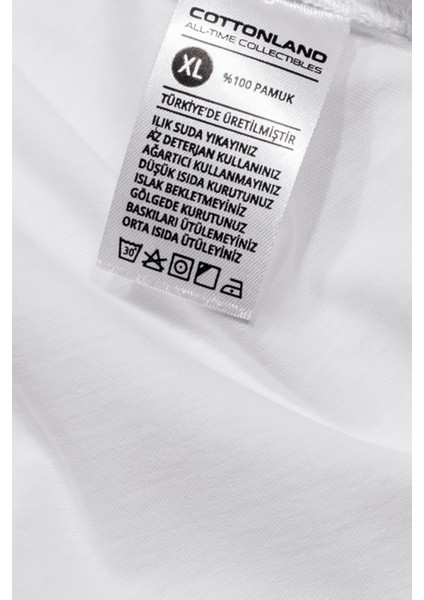 COTTONLAND
ALL-TIME COLLECTIBLES
XL
%100 PAMUK
TÜRKİYE'DE ÜRETİLMİŞTİR
ILIK SUDA YIKAYINIZ
AZ DETERJAN KULLANINIZ
AĞARTICI KULLANMAYINIZ
DÜŞÜK ISIDA KURUTUNUZ
ISLAK BEKLETMEYİNİZ
GÖLGEDE KURUTUNUZ
BASKILARI ÜTÜLEMEYİNİZ
ORTA ISIDA ÜTÜLEYİNİZ
30°